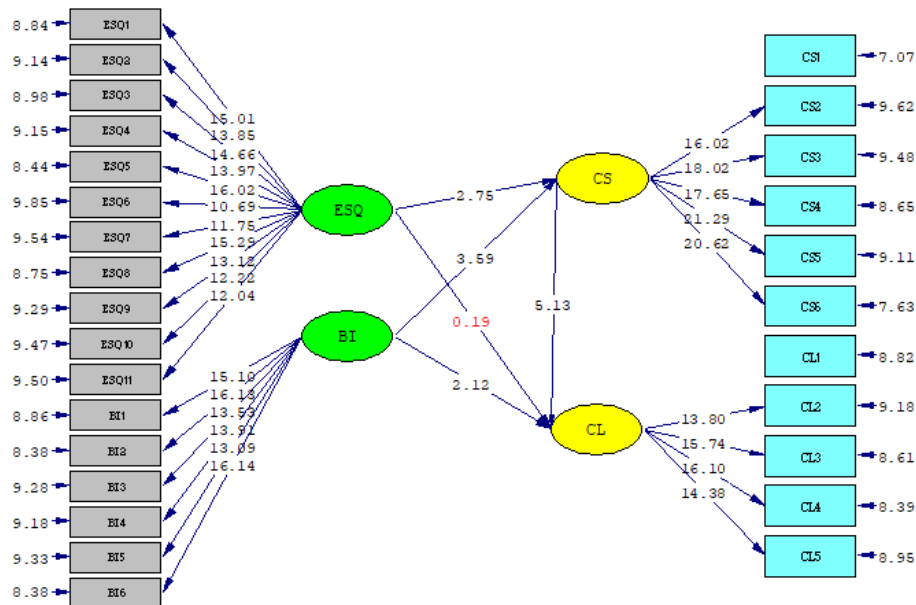 8.84 ESQ1
9.14 ESQ2
8.98 ESQ3
9.15 ESQ4
8.44 ESQ5
9.85 ESQ6
9.54 ESQ7
8.75 ESQ8
9.29 ESQ9
9.47 ESQ10
9.50 ESQ11
8.86 BI1
8.38 BI2
9.28 BI3
9.18 BI4
9.33 BI5
8.38 BI6
15.01
13.85
14.66
13.97
16.02
10.69
11.75
15.29
13.12
12.22
12.04
15.10
16.13
13.53
13.91
13.09
16.14
ESQ
BI
2.75
3.59
0.19
5.13
2.12
CS
CL
16.02
18.02
17.65
21.29
20.62
13.80
15.74
16.10
14.38
CS1 7.07
CS2 9.62
CS3 9.48
CS4 8.65
CS5 9.11
CS6 7.63
CL1 8.82
CL2 9.18
CL3 8.61
CL4 8.39
CL5 8.95